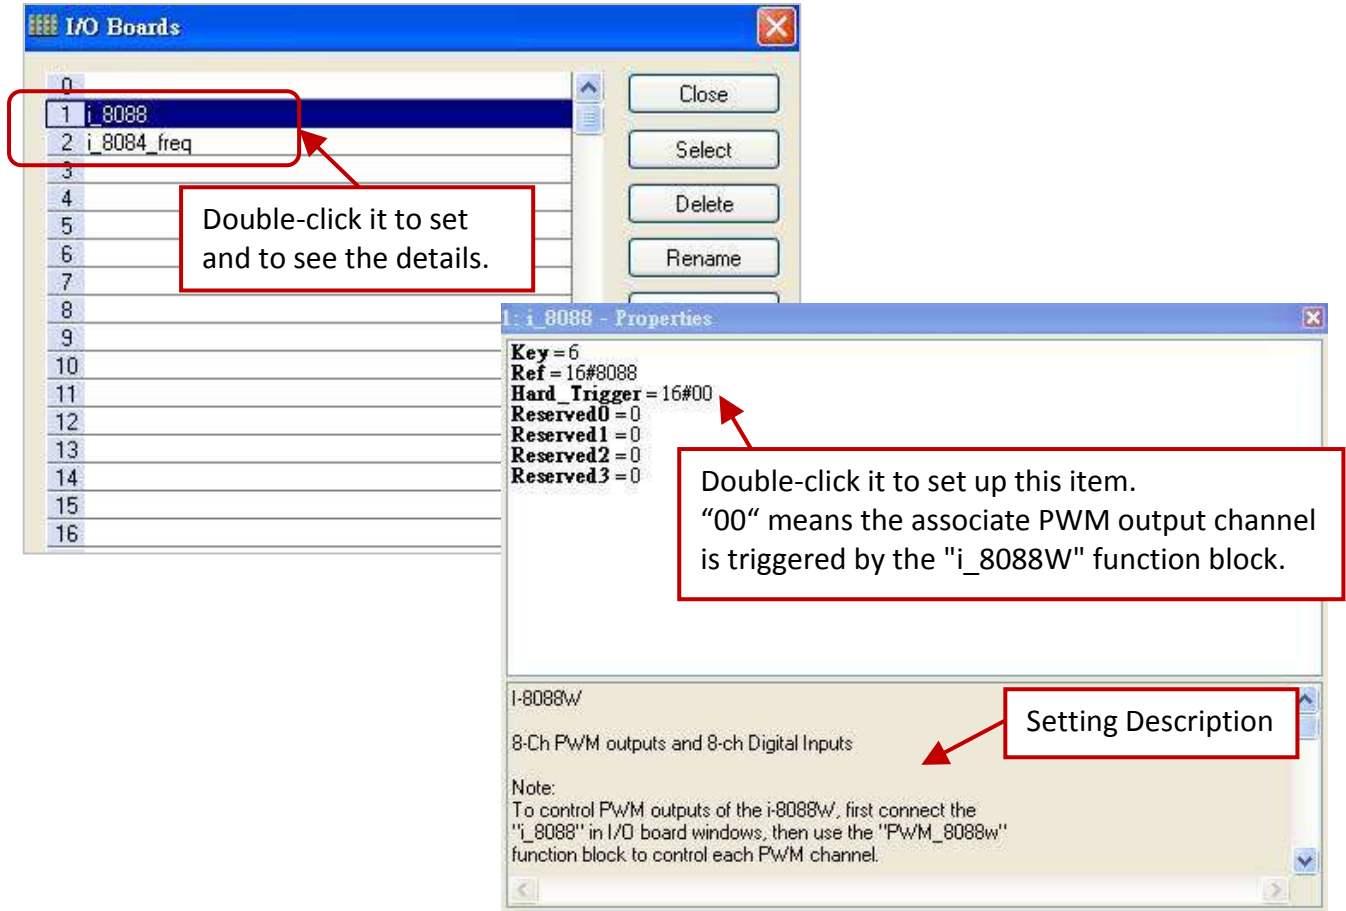 I/O Boards
0
1 i_8088
2 i_8084_freq
3
4
5
6
7
8
9
10
11
12
13
14
15
16
Close
Select
Delete
Rename
Double-click it to set
and to see the details.
1: i_8088 - Properties
Key = 6
Ref = 16#8088
Hard_Trigger = 16#00
Reserved0 = 0
Reserved1 = 0
Reserved2 = 0
Reserved3 = 0
Double-click it to set up this item.
“00“ means the associate PWM output channel
is triggered by the "i_8088W" function block.
I-8088W
8-Ch PWM outputs and 8-ch Digital Inputs
Note:
To control PWM outputs of the i-8088W, first connect the
"i_8088" in I/O board windows, then use the "PWM_8088w"
function block to control each PWM channel.
Setting Description